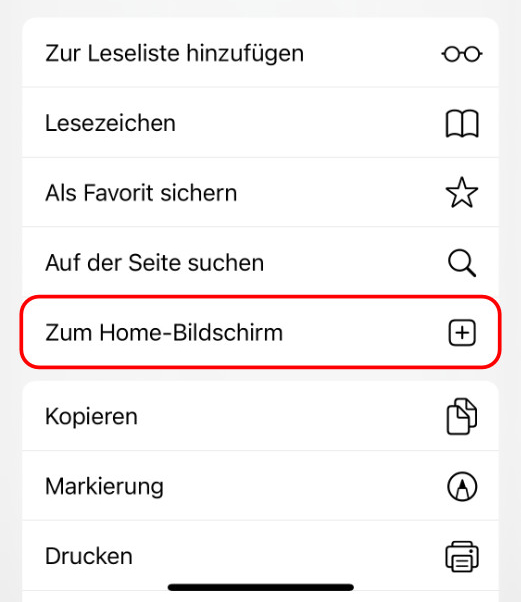 Zur Leseliste hinzufügen
Lesezeichen
Als Favorit sichern
Auf der Seite suchen
Zum Home-Bildschirm
Kopieren
Markierung
Drucken